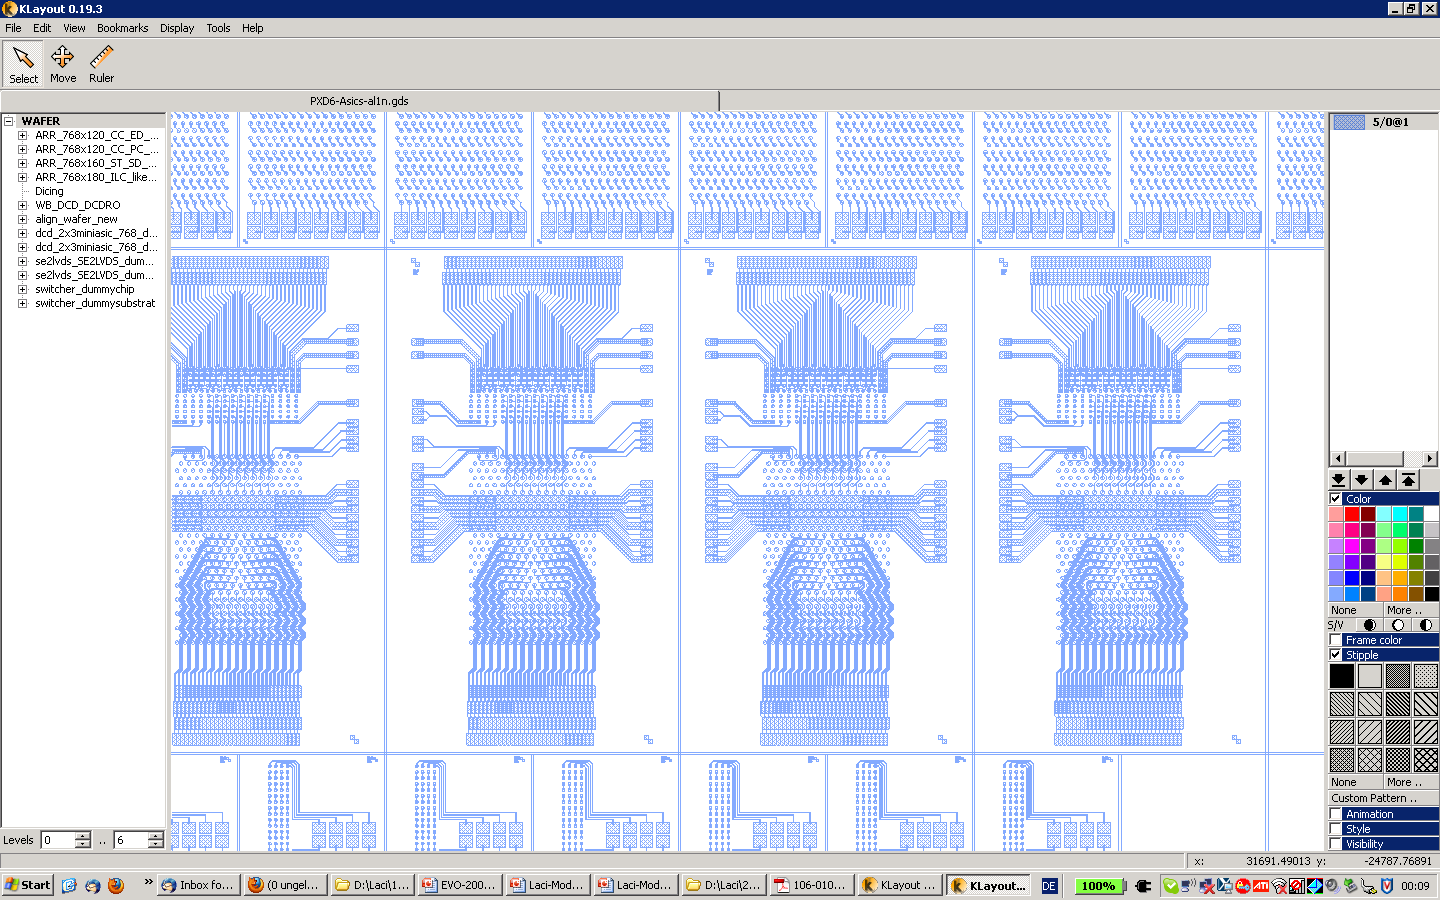 KLayout 0.19.3
File Edit View Bookmarks Display Tools Help
Select Move Ruler
PXD6-Asics-al1n.gds
WAFER
ARR_768x120_CC_ED_...
ARR_768x120_CC_PC_...
ARR_768x160_ST_SD_...
ARR_768x180_ILC_like...
Dicing
WB_DCD_DCDRO
align_wafer_new
dcd_2x3miniasic_768_d...
dcd_2x3miniasic_768_d...
se2lvds_SE2LVDS_dum...
se2lvds_SE2LVDS_dum...
switcher_dummychip
switcher_dummysubstrat
Levels 0 .. 6
5/0@1
Color
None More ..
S/V
Frame color
Stipple
None More ..
Custom Pattern ..
Animation
Style
Visibility
x: 31691.49013 y: -24787.76891
Start
Inbox fo...
(0 ungel...
D:\Laci\1...
EVO-200...
Laci-Mod...
Laci-Mod...
D:\Laci\2...
106-010...
KLayout ...
KLayout...
DE
100%
ATI
00:09